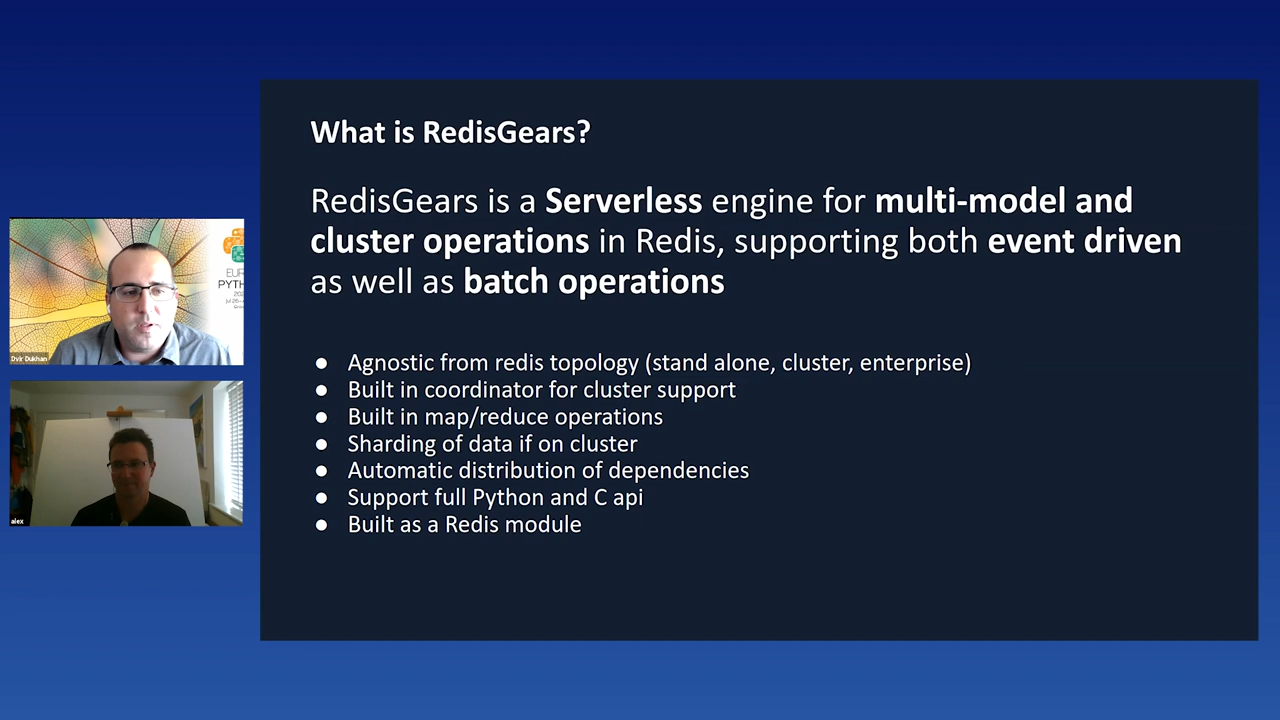 What is RedisGears?
RedisGears is a Serverless engine for multi-model and
cluster operations in Redis, supporting both event driven
as well as batch operations
● Agnostic from redis topology (stand alone, cluster, enterprise)
● Built in coordinator for cluster support
● Built in map/reduce operations
● Sharding of data if on cluster
● Automatic distribution of dependencies
● Support full Python and C api
● Built as a Redis module
EUR
PYTH
Dvir Dukhan
alex